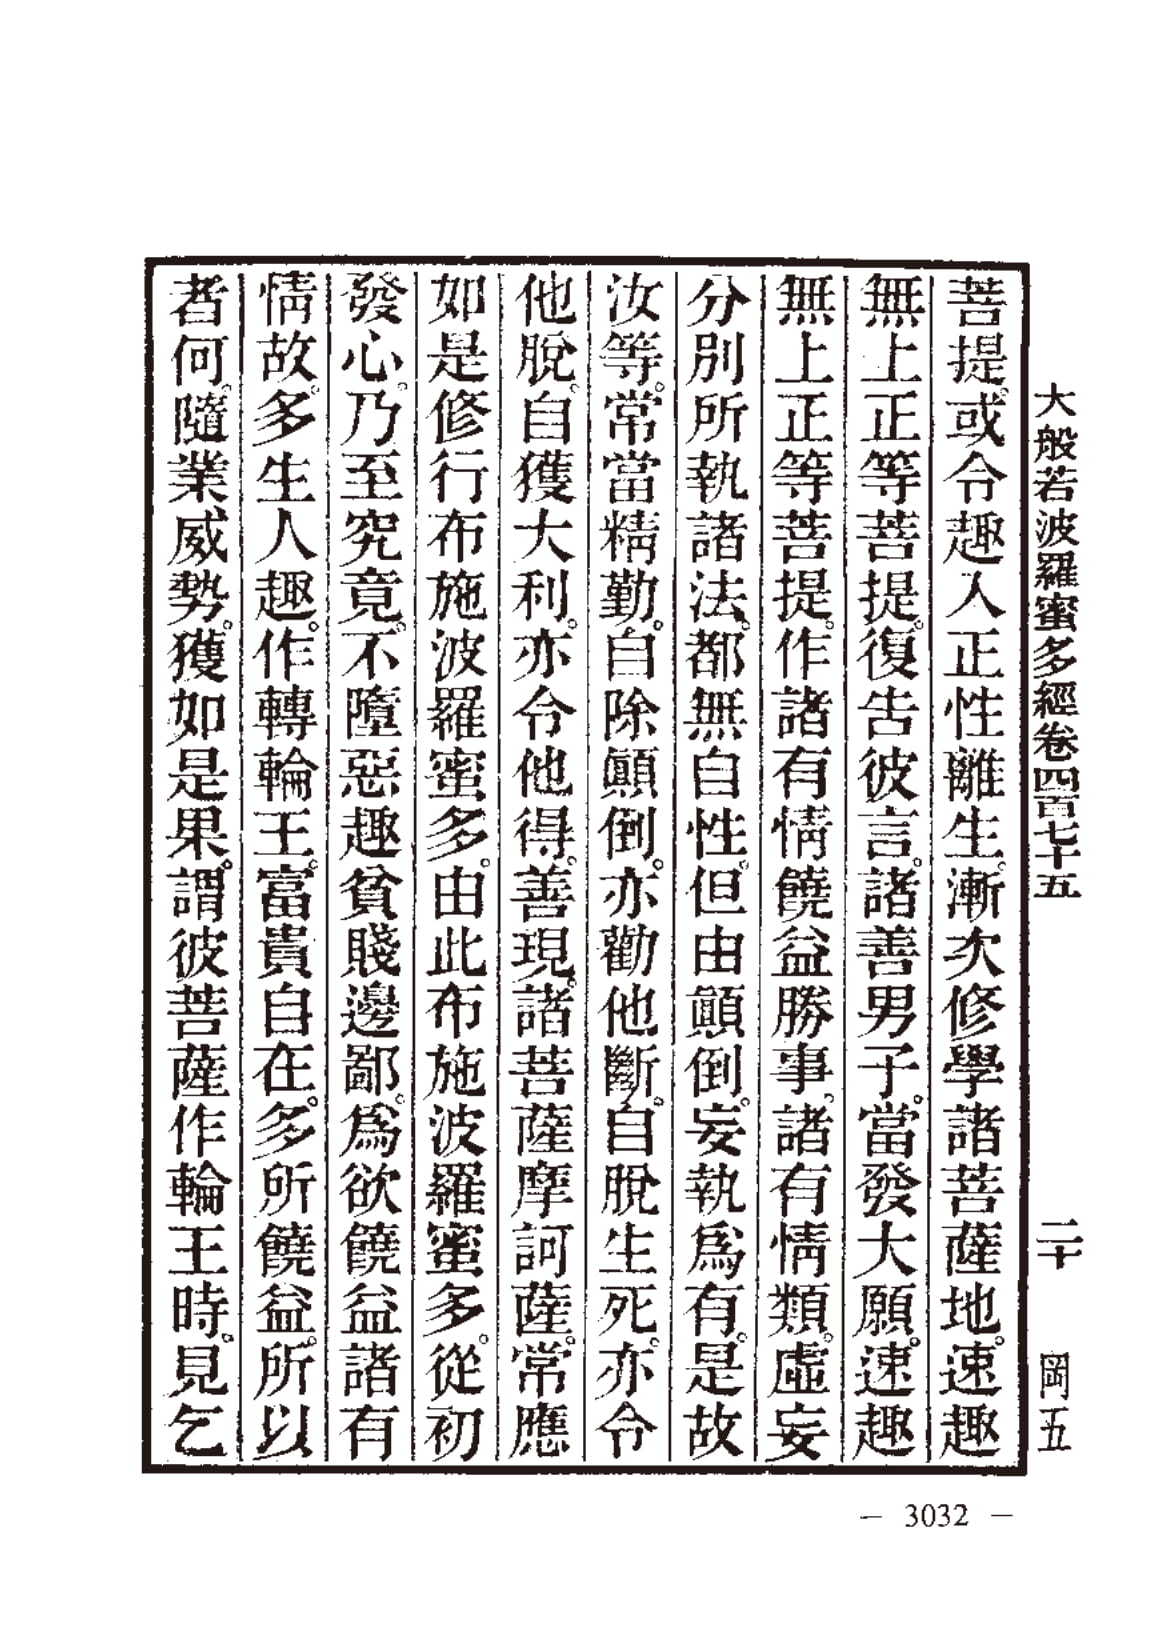 大般若波羅蜜多經卷四百七十五 二十 岡五
菩提。或令趣入正性離生。漸次修學諸菩薩地。速趣
無上正等菩提。復告彼言。諸善男子。當發大願。速趣
無上正等菩提。作諸有情饒益勝事。諸有情類。虛妄
分別所執諸法。都無自性。但由顚倒。妄執爲有。是故
汝等。常當精勤。自除顚倒。亦勸他斷。自脫生死。亦令
他脫。自獲大利。亦令他得。善現。諸菩薩摩訶薩。常應
如是修行布施波羅蜜多。由此布施波羅蜜多。從初
發心。乃至究竟。不墮惡趣貧賤邊鄙。爲欲饒益諸有
情故。多生人趣。作轉輪王。富貴自在。多所饒益。所以
者何。隨業威勢。獲如是果。謂彼菩薩作輪王時。見乞
— 3032 —